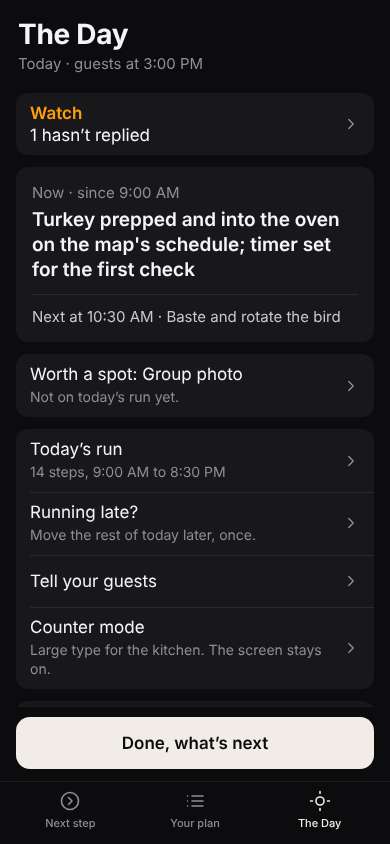 The Day
Today · guests at 3:00 PM
Watch
1 hasn’t replied
Now · since 9:00 AM
Turkey prepped and into the oven
on the map's schedule; timer set
for the first check
Next at 10:30 AM · Baste and rotate the bird
Worth a spot: Group photo
Not on today’s run yet.
Today’s run
14 steps, 9:00 AM to 8:30 PM
Running late?
Move the rest of today later, once.
Tell your guests
Counter mode
Large type for the kitchen. The screen stays
on.
Done, what’s next
Next step
Your plan
The Day